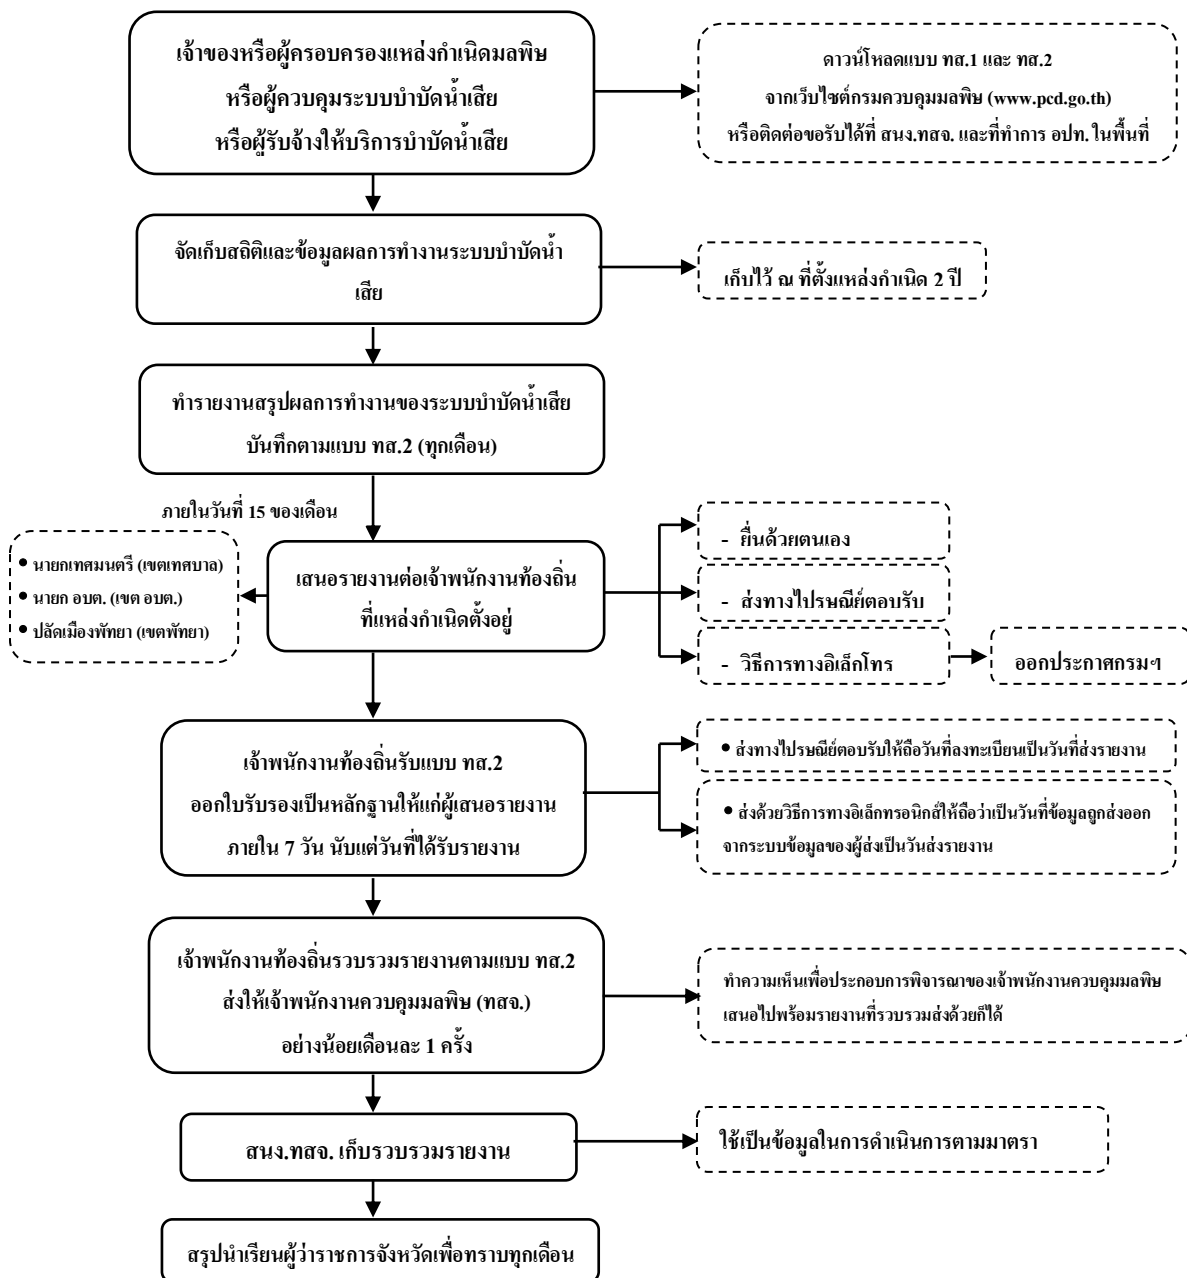 เจ้าของหรือผู้ครอบครองแหล่งกำเนิดมลพิษ
หรือผู้ควบคุมระบบบำบัดน้ำเสีย
หรือผู้รับจ้างให้บริการบำบัดน้ำเสีย
ดาวน์โหลดแบบ ทส.1 และ ทส.2
จากเว็บไซต์กรมควบคุมมลพิษ (www.pcd.go.th)
หรือติดต่อขอรับได้ที่ สนง.ทสจ. และที่ทำการ อปท. ในพื้นที่
จัดเก็บสถิติและข้อมูลผลการทำงานระบบบำบัดน้ำ
เสีย
เก็บไว้ ณ ที่ตั้งแหล่งกำเนิด 2 ปี
ทำรายงานสรุปผลการทำงานของระบบบำบัดน้ำเสีย
บันทึกตามแบบ ทส.2 (ทุกเดือน)
ภายในวันที่ 15 ของเดือน
• นายกเทศมนตรี (เขตเทศบาล)
• นายก อบต. (เขต อบต.)
• ปลัดเมืองพัทยา (เขตพัทยา)
เสนอรายงานต่อเจ้าพนักงานท้องถิ่น
ที่แหล่งกำเนิดตั้งอยู่
- ยื่นด้วยตนเอง
- ส่งทางไปรษณีย์ตอบรับ
- วิธีการทางอิเล็กโทร
ออกประกาศกรมฯ
เจ้าพนักงานท้องถิ่นรับแบบ ทส.2
ออกใบรับรองเป็นหลักฐานให้แก่ผู้เสนอรายงาน
ภายใน 7 วัน นับแต่วันที่ได้รับรายงาน
• ส่งทางไปรษณีย์ตอบรับให้ถือวันที่ลงทะเบียนเป็นวันที่ส่งรายงาน
• ส่งด้วยวิธีการทางอิเล็กทรอนิกส์ให้ถือว่าเป็นวันที่ข้อมูลถูกส่งออก
จากระบบข้อมูลของผู้ส่งเป็นวันส่งรายงาน
เจ้าพนักงานท้องถิ่นรวบรวมรายงานตามแบบ ทส.2
ส่งให้เจ้าพนักงานควบคุมมลพิษ (ทสจ.)
อย่างน้อยเดือนละ 1 ครั้ง
ทำความเห็นเพื่อประกอบการพิจารณาของเจ้าพนักงานควบคุมมลพิษ
เสนอไปพร้อมรายงานที่รวบรวมส่งด้วยก็ได้
สนง.ทสจ. เก็บรวบรวมรายงาน
ใช้เป็นข้อมูลในการดำเนินการตามมาตรา
สรุปนำเรียนผู้ว่าราชการจังหวัดเพื่อทราบทุกเดือน